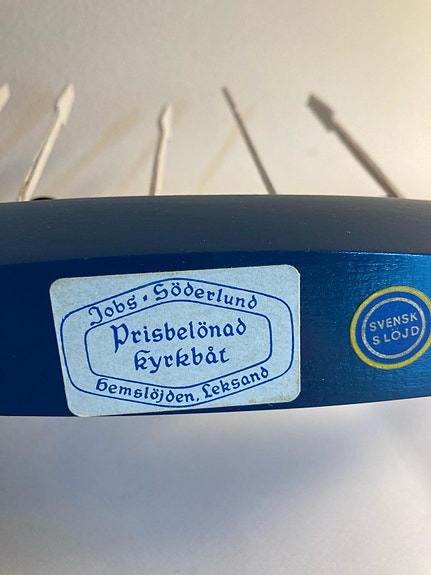 Jobs - Söderlund
Prisbelönad
kyrkbåt
Hemslöjden, Leksand
SVENSK
SLÖJD